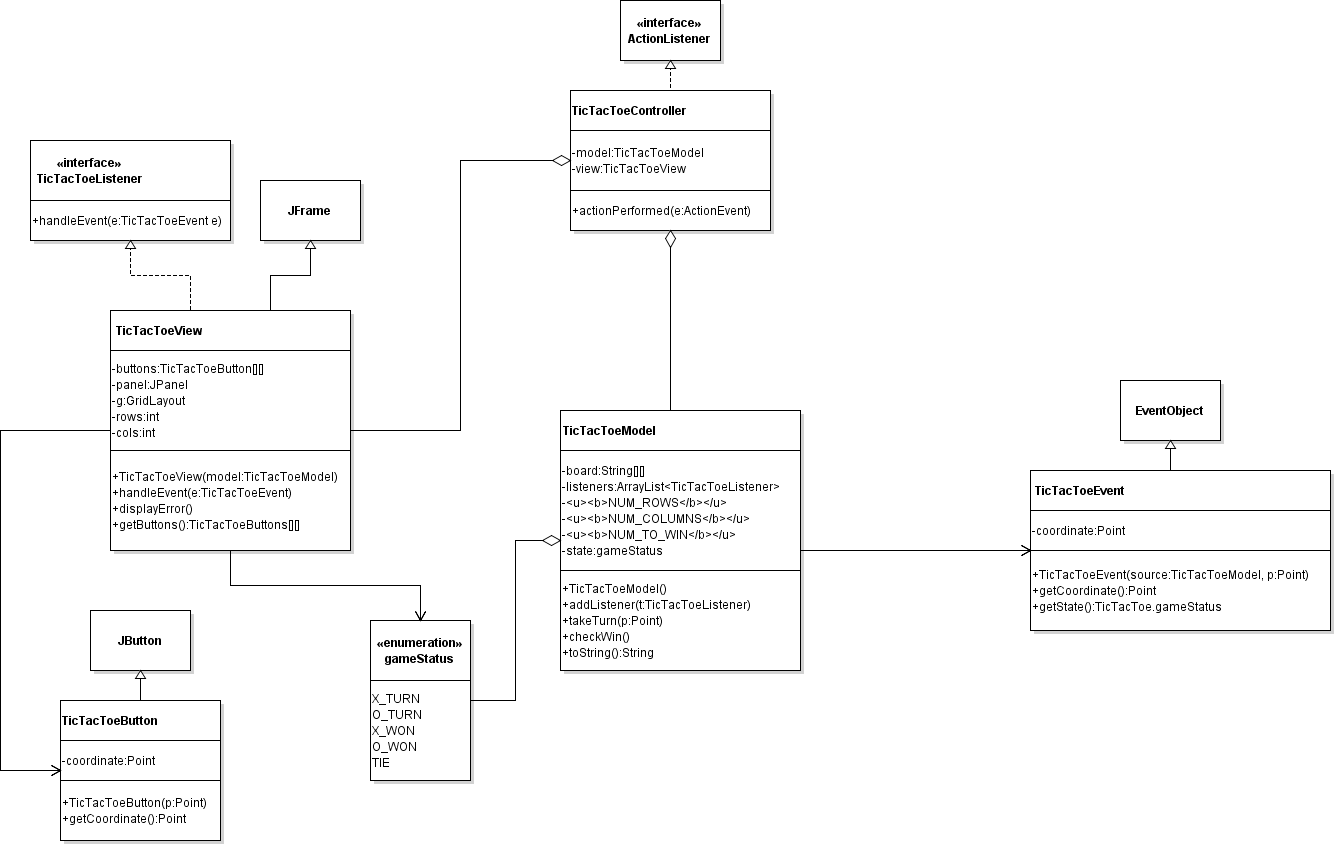 «interface»
ActionListener
TicTacToeController
-model:TicTacToeModel
-view:TicTacToeView
+actionPerformed(e:ActionEvent)
«interface»
TicTacToeListener
+handleEvent(e:TicTacToeEvent e)
JFrame
TicTacToeView
-buttons:TicTacToeButton[][]
-panel:JPanel
-g:GridLayout
-rows:int
-cols:int
+TicTacToeView(model:TicTacToeModel)
+handleEvent(e:TicTacToeEvent)
+displayError()
+getButtons():TicTacToeButtons[][]
TicTacToeModel
-board:String[][]
-listeners:ArrayList<TicTacToeListener>
-<u><b>NUM_ROWS</b></u>
-<u><b>NUM_COLUMNS</b></u>
-<u><b>NUM_TO_WIN</b></u>
-state:gameStatus
+TicTacToeModel()
+addListener(t:TicTacToeListener)
+takeTurn(p:Point)
+checkWin()
+toString():String
EventObject
TicTacToeEvent
-coordinate:Point
+TicTacToeEvent(source:TicTacToeModel, p:Point)
+getCoordinate():Point
+getState():TicTacToe.gameStatus
«enumeration»
gameStatus
X_TURN
O_TURN
X_WON
O_WON
TIE
JButton
TicTacToeButton
-coordinate:Point
+TicTacToeButton(p:Point)
+getCoordinate():Point